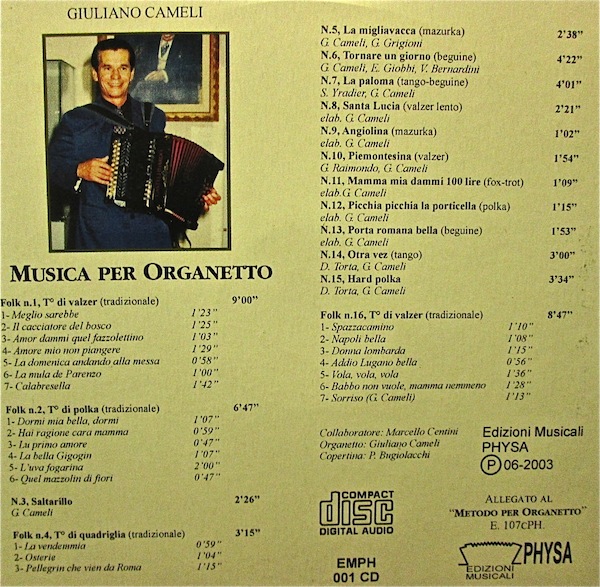 GIULIANO CAMELI
MUSICA PER ORGANETTO
Folk n.1, T° di valzer (tradizionale) 9'00"
1- Meglio sarebbe 1'23"
2- Il cacciatore del bosco 1'25"
3- Amor dammi quel fazzolettino 1'03"
4- Amore mio non piangere 1'29"
5- La domenica andando alla messa 0'58"
6- La mula de Parenzo 1'00"
7- Calabresella 1'42"
Folk n.2, T° di polka (tradizionale) 6'47"
1- Dormi mia bella, dormi 1'07"
2- Hai ragione cara mamma 0'59"
3- Lu primo amore 0'47"
4- La bella Gigogin 1'07"
5- L'uva fogarina 2'00"
6- Quel mazzolin di fiori 0'47"
N.3, Saltarillo 2'26"
G. Cameli
Folk n.4, T° di quadriglia (tradizionale) 3'15"
1- La vendemmia 0'59"
2- Osterie 1'04"
3- Pellegrin che vien da Roma 1'15"
N.5, La migliavacca (mazurka) 2'38"
G. Cameli, G. Grigioni
N.6, Tornare un giorno (beguine) 4'22"
G. Cameli, E. Giobbi, V. Bernardini
N.7, La paloma (tango-beguine) 4'01"
S. Yradier, G. Cameli
N.8, Santa Lucia (valzer lento) 2'21"
elab. G. Cameli
N.9, Angiolina (mazurka) 1'02"
elab. G. Cameli
N.10, Piemontesina (valzer) 1'54"
G. Raimondo, G. Cameli
N.11, Mamma mia dammi 100 lire (fox-trot) 1'09"
elab.G. Cameli
N.12, Picchia picchia la porticella (polka) 1'15"
elab. G. Cameli
N.13, Porta romana bella (beguine) 1'53"
elab. G. Cameli
N.14, Otra vez (tango) 3'00"
D. Torta, G. Cameli
N.15, Hard polka 3'34"
D. Torta, G. Cameli
Folk n.16, T° di valzer (tradizionale) 8'47"
1- Spazzacamino 1'10"
2- Napoli bella 1'08"
3- Donna lombarda 1'15"
4- Addio Lugano bella 0'56"
5- Vola, vola, vola 1'36"
6- Babbo non vuole, mamma nemmeno 1'28"
7- Sorriso (G. Cameli) 1'13"
Collaboratore: Marcello Centini
Organetto: Giuliano Cameli
Copertina: P. Bugiolacchi
Edizioni Musicali
PHYSA
Ⓟ 06-2003
COMPACT
disc
DIGITAL AUDIO
EMPH
001 CD
ALLEGATO AL
"METODO PER ORGANETTO"
E. 107cPH.
PHYSA
EDIZIONI
MUSICALI